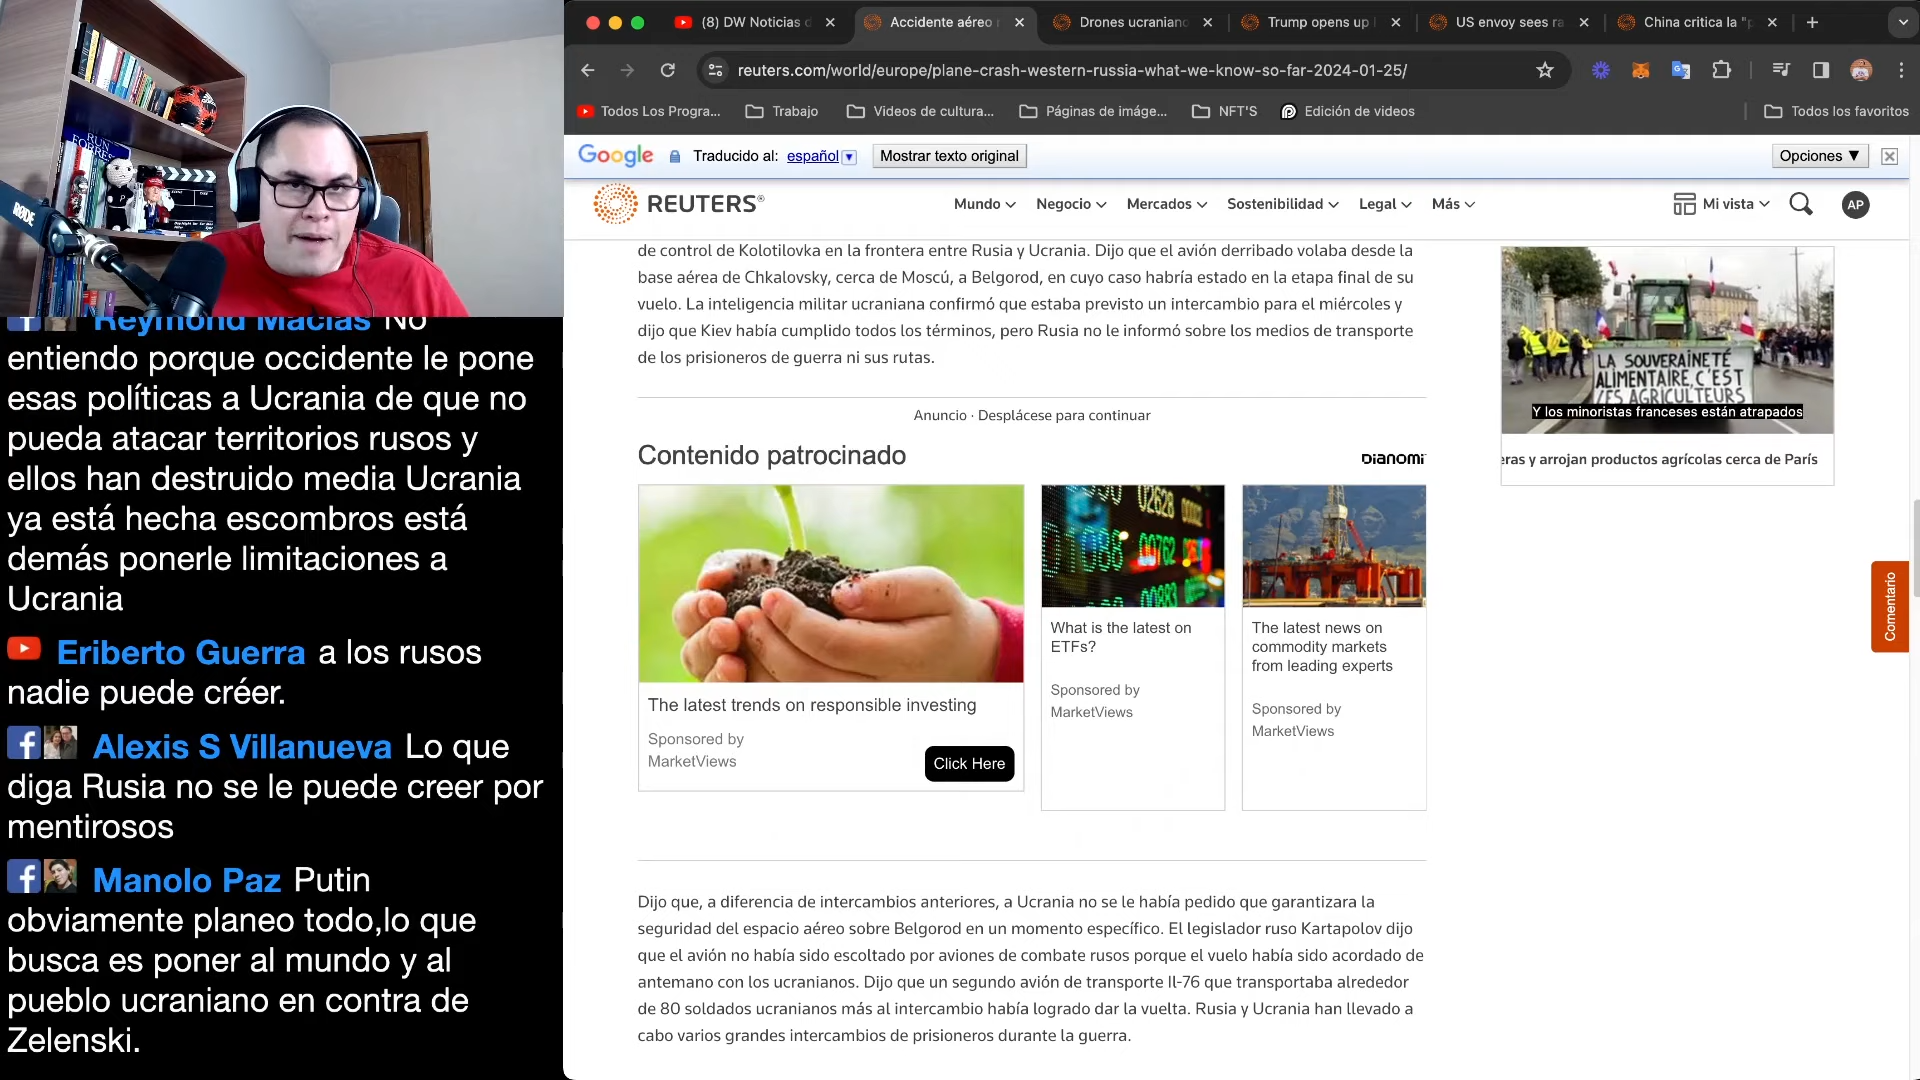 (8) DW Noticias d
Accidente aéreo
Drones ucraniano
Trump opens up
US envoy sees ra
China critica la "p
reuters.com/world/europe/plane-crash-western-russia-what-we-know-so-far-2024-01-25/
Todos Los Progra...
Trabajo
Videos de cultura...
Páginas de imáge...
NFT'S
Edición de videos
Todos los favoritos
Google
Traducido al: español
Mostrar texto original
Opciones ▼
REUTERS®
Mundo
Negocio
Mercados
Sostenibilidad
Legal
Más
Mi vista
AP
RUN
FORREST
RØDE
Reymond Macias No
entiendo porque occidente le pone
esas políticas a Ucrania de que no
pueda atacar territorios rusos y
ellos han destruido media Ucrania
ya está hecha escombros está
demás ponerle limitaciones a
Ucrania
Eriberto Guerra a los rusos
nadie puede créer.
Alexis S Villanueva Lo que
diga Rusia no se le puede creer por
mentirosos
Manolo Paz Putin
obviamente planeo todo,lo que
busca es poner al mundo y al
pueblo ucraniano en contra de
Zelenski.
de control de Kolotilovka en la frontera entre Rusia y Ucrania. Dijo que el avión derribado volaba desde la
base aérea de Chkalovsky, cerca de Moscú, a Belgorod, en cuyo caso habría estado en la etapa final de su
vuelo. La inteligencia militar ucraniana confirmó que estaba previsto un intercambio para el miércoles y
dijo que Kiev había cumplido todos los términos, pero Rusia no le informó sobre los medios de transporte
de los prisioneros de guerra ni sus rutas.
Anuncio · Desplácese para continuar
Contenido patrocinado
DIANOMI
The latest trends on responsible investing
Sponsored by
MarketViews
Click Here
02628
00762
00883
What is the latest on
ETFs?
Sponsored by
MarketViews
The latest news on
commodity markets
from leading experts
Sponsored by
MarketViews
Dijo que, a diferencia de intercambios anteriores, a Ucrania no se le había pedido que garantizara la
seguridad del espacio aéreo sobre Belgorod en un momento específico. El legislador ruso Kartapolov dijo
que el avión no había sido escoltado por aviones de combate rusos porque el vuelo había sido acordado de
antemano con los ucranianos. Dijo que un segundo avión de transporte Il-76 que transportaba alrededor
de 80 soldados ucranianos más al intercambio había logrado dar la vuelta. Rusia y Ucrania han llevado a
cabo varios grandes intercambios de prisioneros durante la guerra.
LA SOUVERAINETÉ
ALIMENTAIRE, C'EST
LES AGRICULTEURS
Y los minoristas franceses están atrapados
eras y arrojan productos agrícolas cerca de París
Comentario